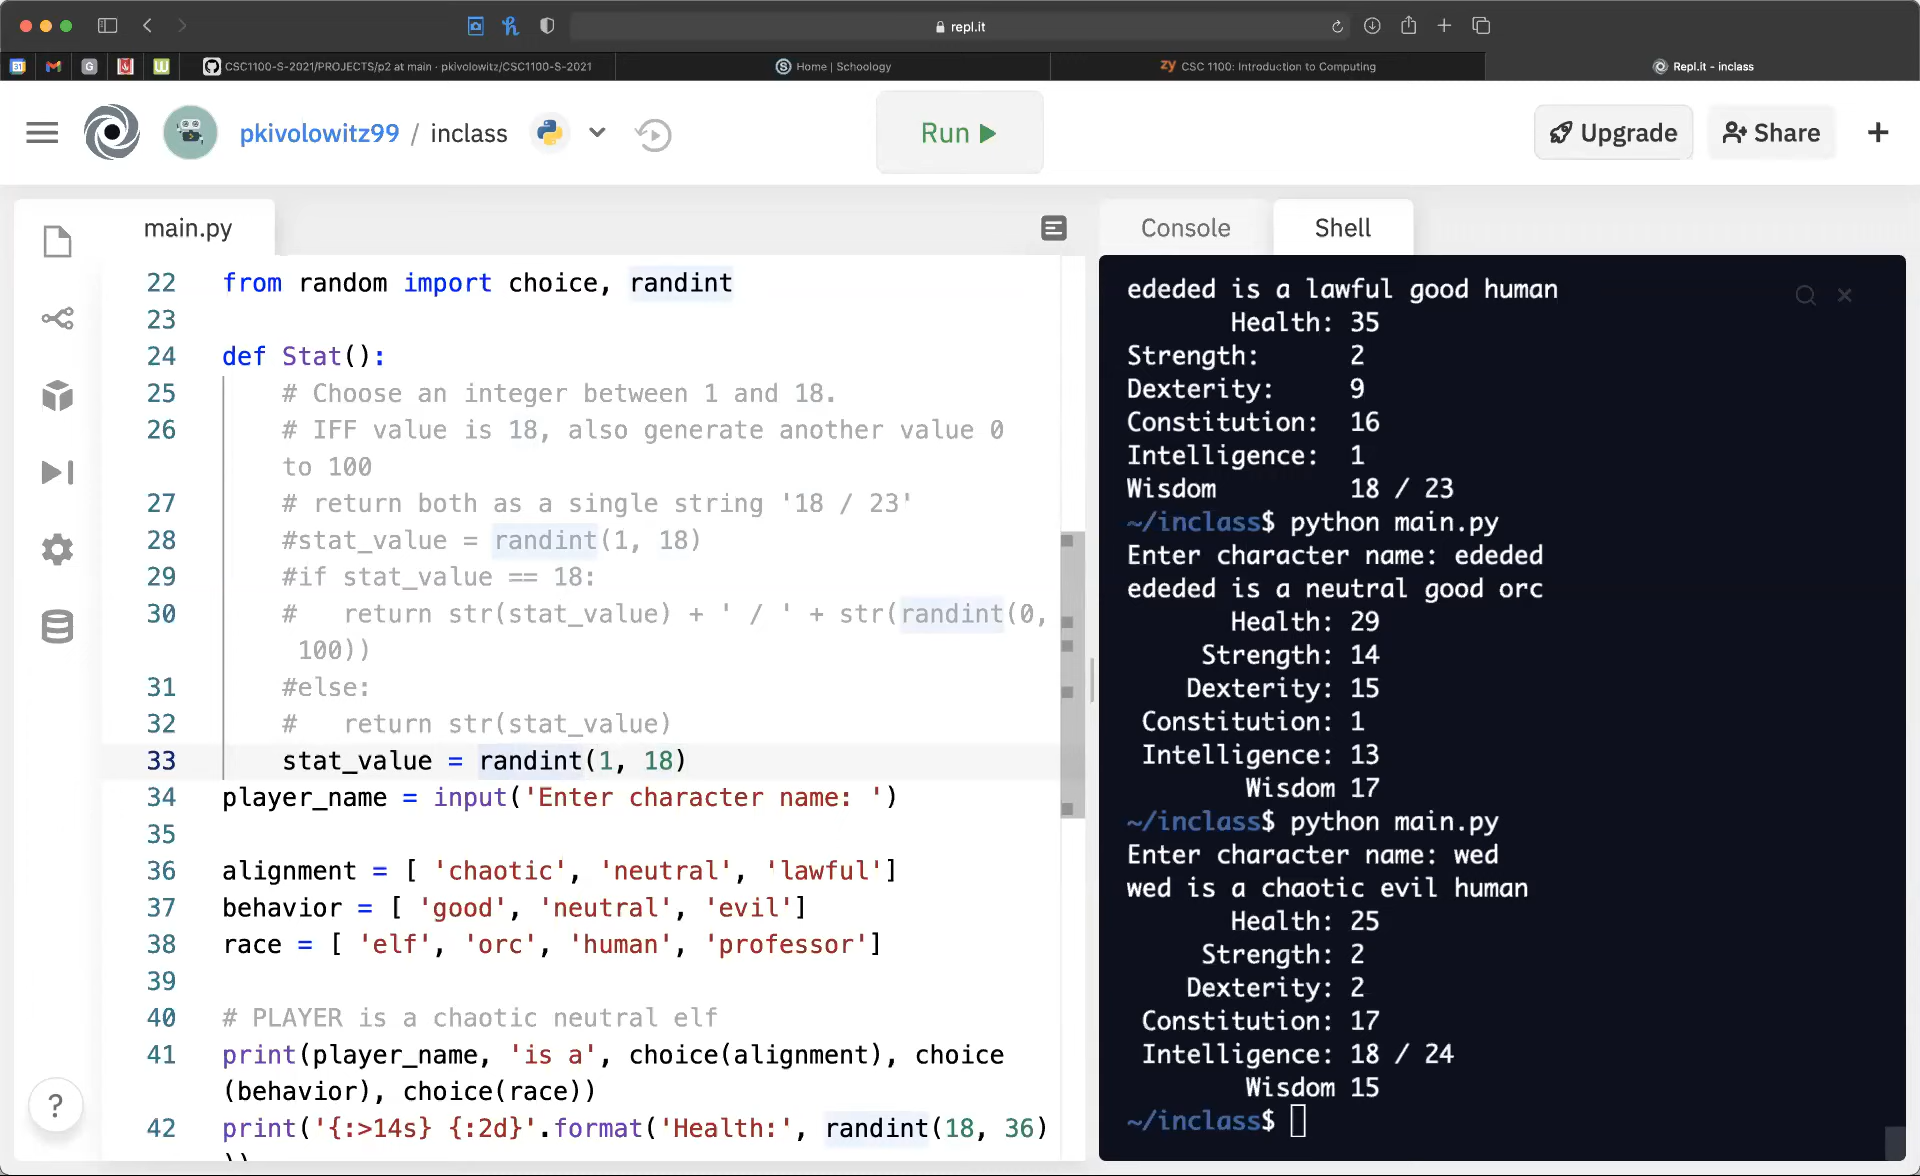 repl.it
CSC1100-S-2021/PROJECTS/p2 at main · pkivolowitz/CSC1100-S-2021
Home | Schoology
zy CSC 1100: Introduction to Computing
Repl.it - inclass
pkivolowitz99 / inclass
Run
Upgrade
Share
+
main.py
22 from random import choice, randint
23
24 def Stat():
25 # Choose an integer between 1 and 18.
26 # IFF value is 18, also generate another value 0
to 100
27 # return both as a single string '18 / 23'
28 #stat_value = randint(1, 18)
29 #if stat_value == 18:
30 #   return str(stat_value) + ' / ' + str(randint(0,
100))
31 #else:
32 #   return str(stat_value)
33 stat_value = randint(1, 18)
34 player_name = input('Enter character name: ')
35
36 alignment = [ 'chaotic', 'neutral', 'lawful']
37 behavior = [ 'good', 'neutral', 'evil']
38 race = [ 'elf', 'orc', 'human', 'professor']
39
40 # PLAYER is a chaotic neutral elf
41 print(player_name, 'is a', choice(alignment), choice
(behavior), choice(race))
42 print('{:>14s} {:2d}'.format('Health:', randint(18, 36)
))
?
Console
Shell
ededed is a lawful good human
Health: 35
Strength: 2
Dexterity: 9
Constitution: 16
Intelligence: 1
Wisdom 18 / 23
~/inclass$ python main.py
Enter character name: ededed
ededed is a neutral good orc
Health: 29
Strength: 14
Dexterity: 15
Constitution: 1
Intelligence: 13
Wisdom 17
~/inclass$ python main.py
Enter character name: wed
wed is a chaotic evil human
Health: 25
Strength: 2
Dexterity: 2
Constitution: 17
Intelligence: 18 / 24
Wisdom 15
~/inclass$